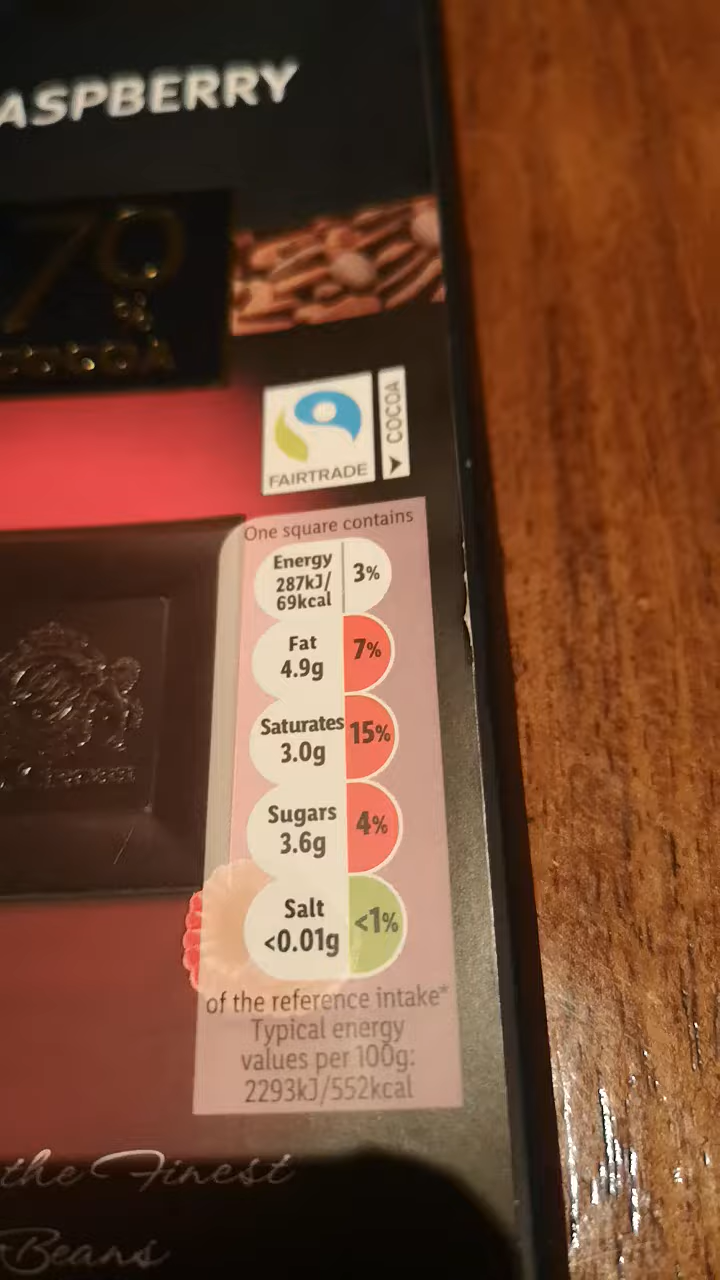 ASPBERRY
70
%
COCOA
FAIRTRADE
COCOA
One square contains
Energy
287kJ/
69kcal
3%
Fat
4.9g
7%
Saturates
3.0g
15%
Sugars
3.6g
4%
Salt
<0.01g
<1%
of the reference intake*
Typical energy
values per 100g:
2293kJ/552kcal
the Finest
Beans